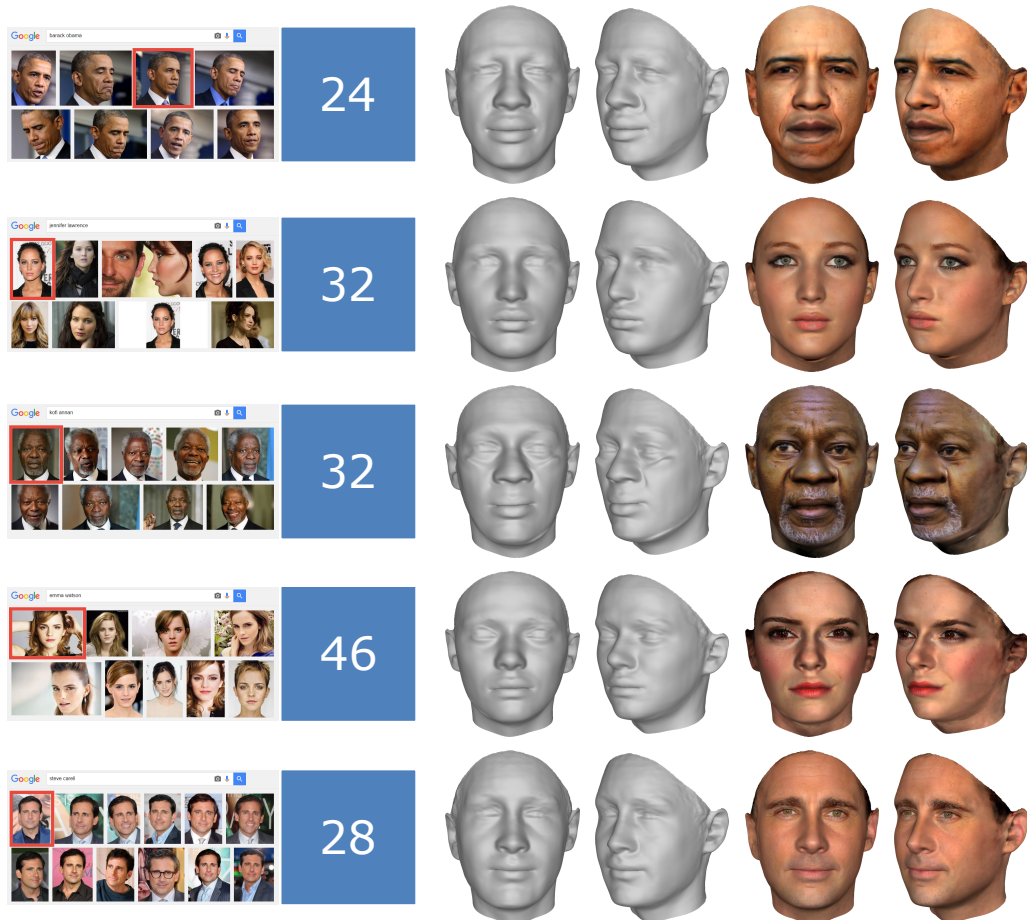 Google barack obama
24
Google jennifer lawrence
32
Google kofi annan
32
Google emma watson
46
Google steve carell
28